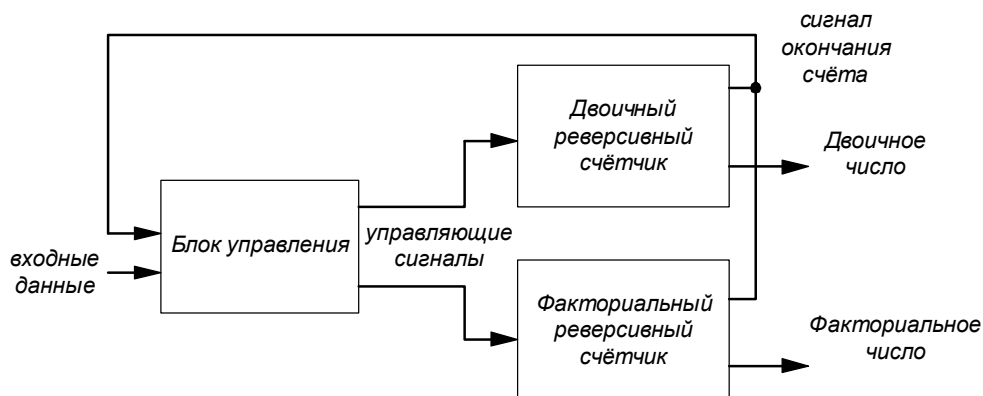 сигнал
окончания
счёта
Двоичный
реверсивный
счётчик
Двоичное
число
Блок управления
управляющие
сигналы
входные
данные
Факториальный
реверсивный
счётчик
Факториальное
число